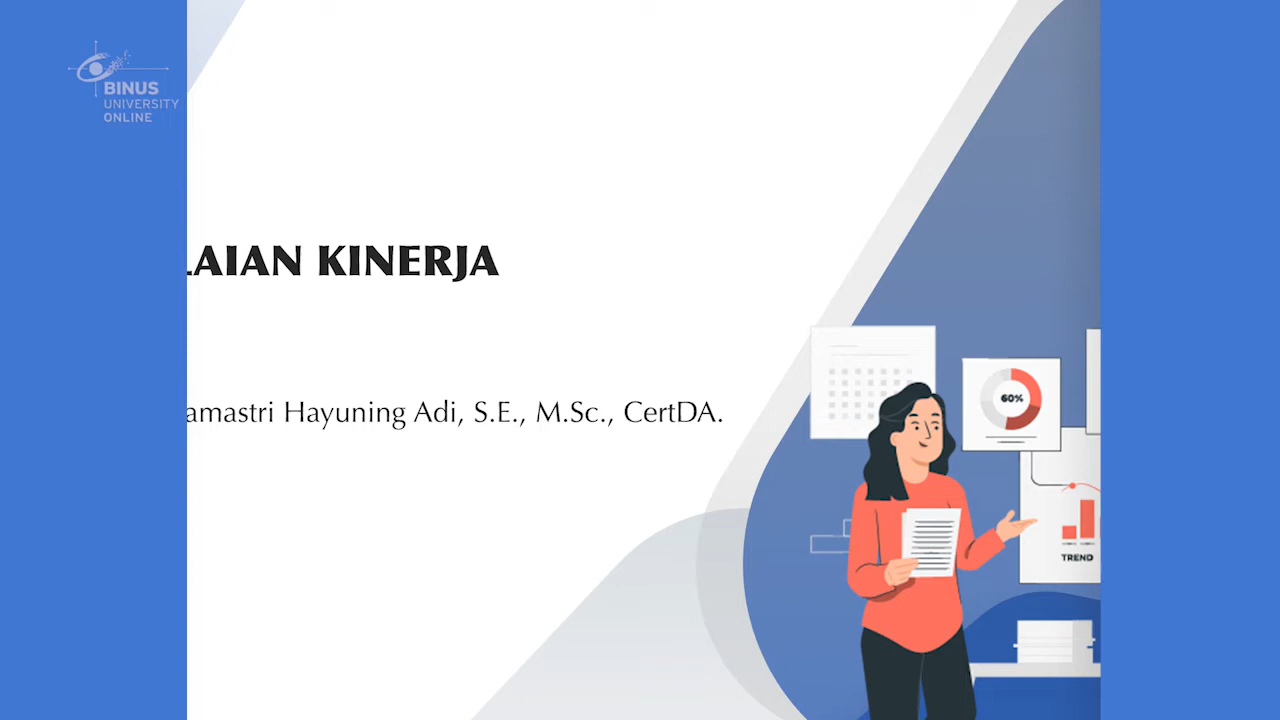 BINUS
UNIVERSITY
ONLINE
LAIAN KINERJA
amastri Hayuning Adi, S.E., M.Sc., CertDA.
60%
TREND